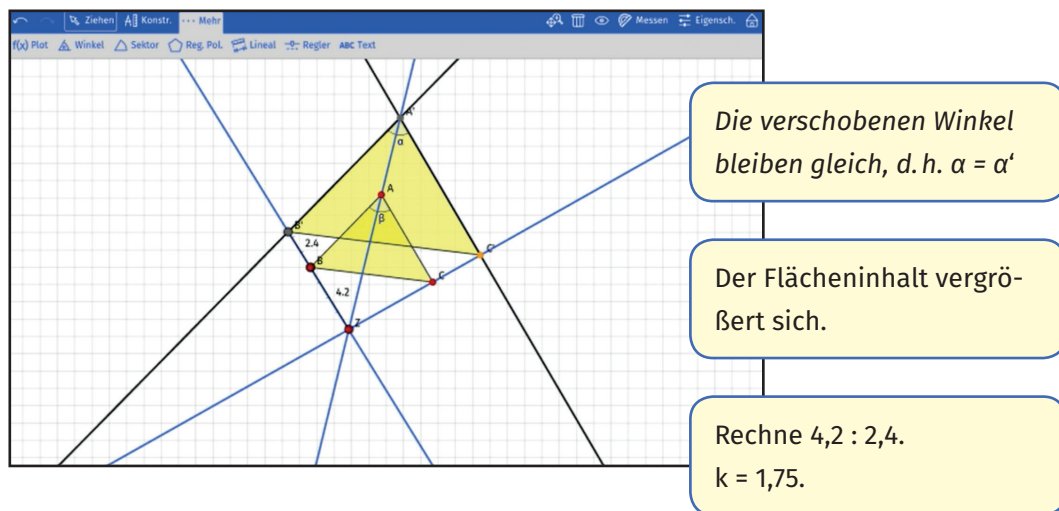 Ziehen Konstr. Mehr Messen Eigensch.
f(x) Plot Winkel Sektor Reg. Pol. Lineal Regler ABC Text
A'
α
A
β
B'
2.4
B
C'
C
4.2
Z
Die verschobenen Winkel
bleiben gleich, d. h. α = α‘
Der Flächeninhalt vergrö-
ßert sich.
Rechne 4,2 : 2,4.
k = 1,75.